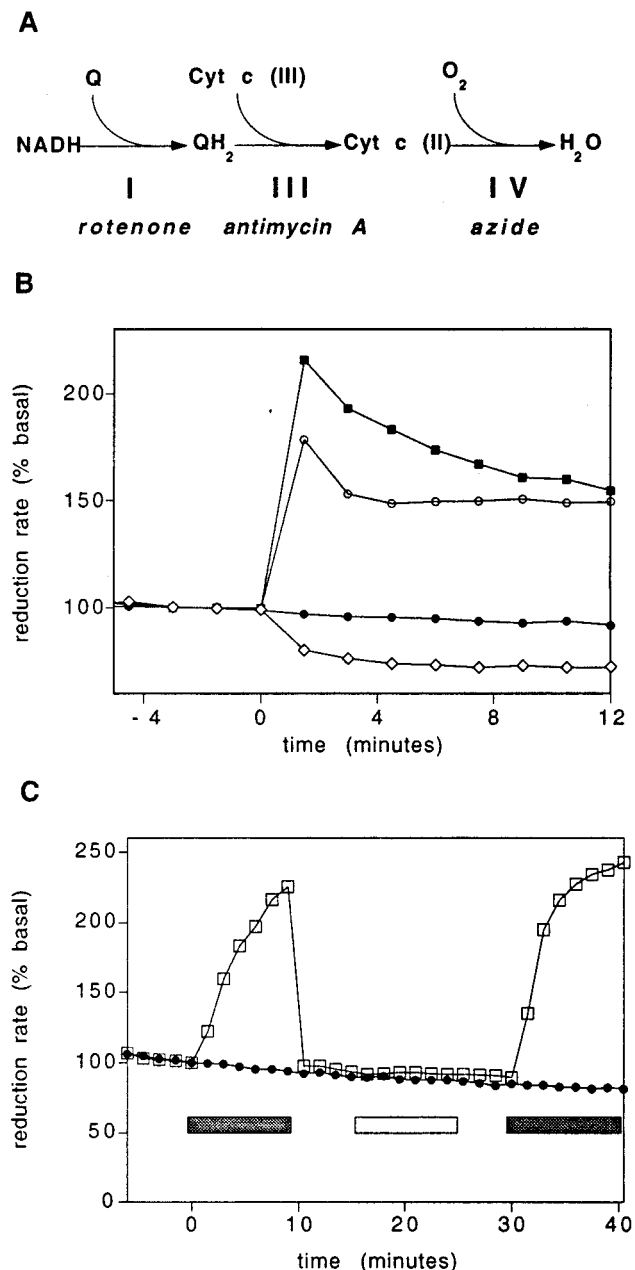 A
Q
Cyt c (III)
O2
NADH
QH2
Cyt c (II)
H2O
I
III
IV
rotenone
antimycin A
azide
B
reduction rate (% basal)
200
150
100
-4
0
4
8
12
time (minutes)
C
reduction rate (% basal)
250
200
150
100
50
0
0
10
20
30
40
time (minutes)